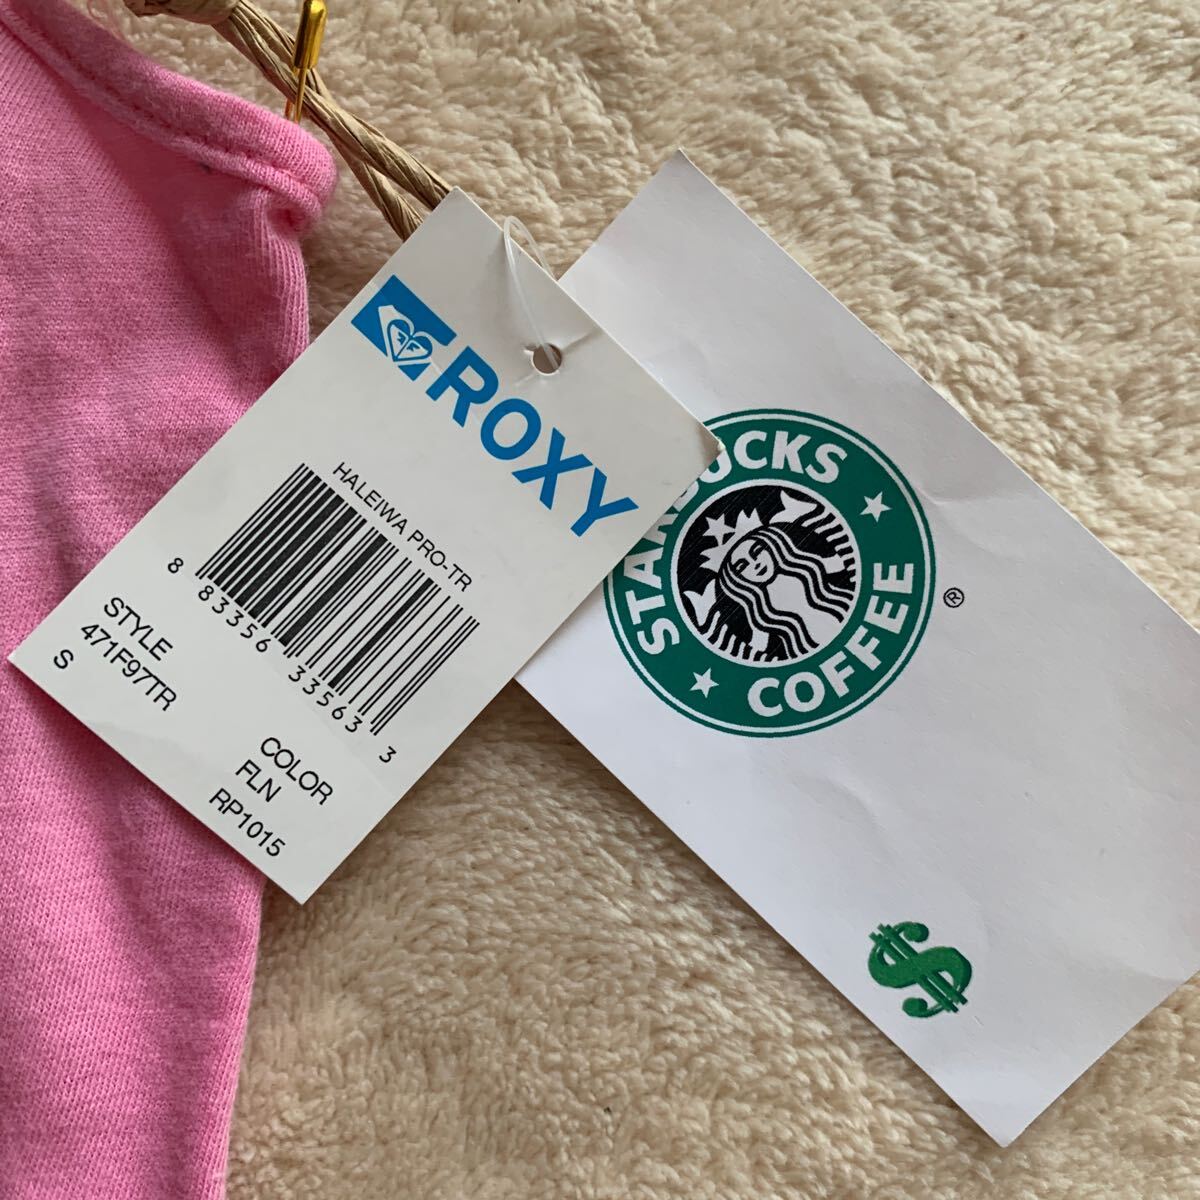 ROXY
HALEIWA PRO-TR
8 83356 33563 3
STYLE
471F97TR
S
COLOR
FLN
RP1015
STARBUCKS
COFFEE
®
$